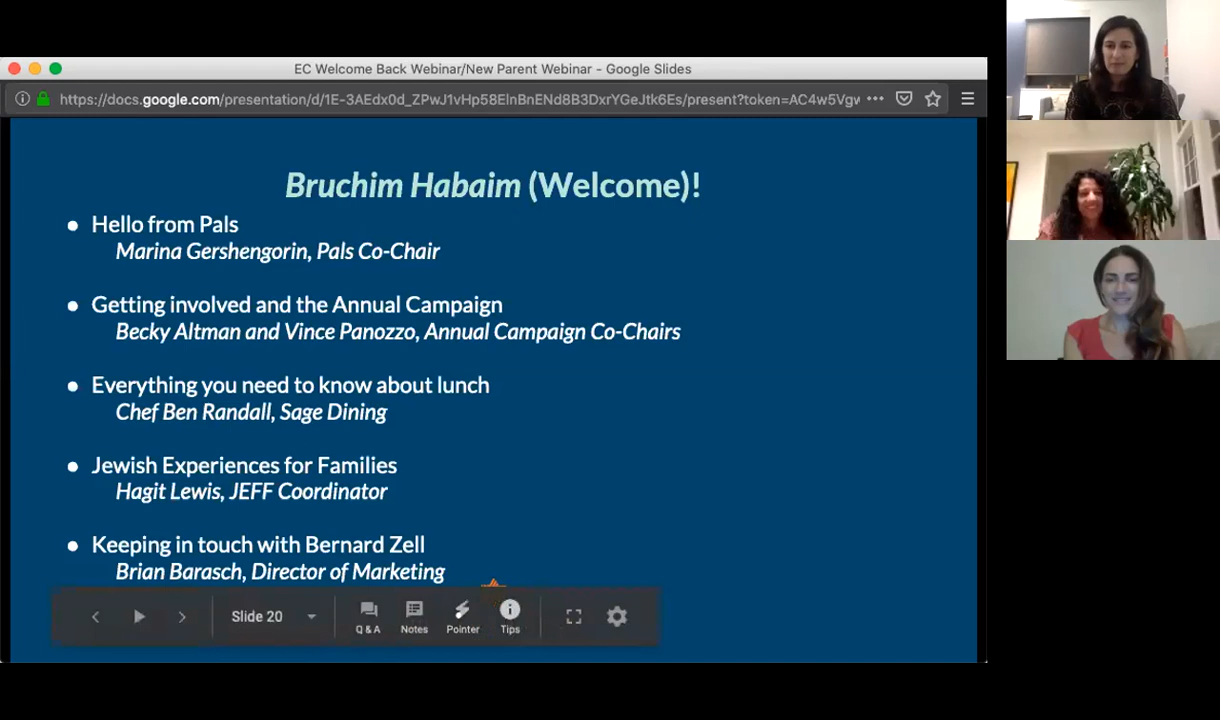 EC Welcome Back Webinar/New Parent Webinar - Google Slides
https://docs.google.com/presentation/d/1E-3AEdx0d_ZPwJ1vHp58ElnBnENd8B3DxrYGeJtk6Es/present?token=AC4w5Vgw
Bruchim Habaim (Welcome)!
● Hello from Pals
Marina Gershengorin, Pals Co-Chair
● Getting involved and the Annual Campaign
Becky Altman and Vince Panozzo, Annual Campaign Co-Chairs
● Everything you need to know about lunch
Chef Ben Randall, Sage Dining
● Jewish Experiences for Families
Hagit Lewis, JEFF Coordinator
● Keeping in touch with Bernard Zell
Brian Barasch, Director of Marketing
Slide 20
Q & A Notes Pointer Tips